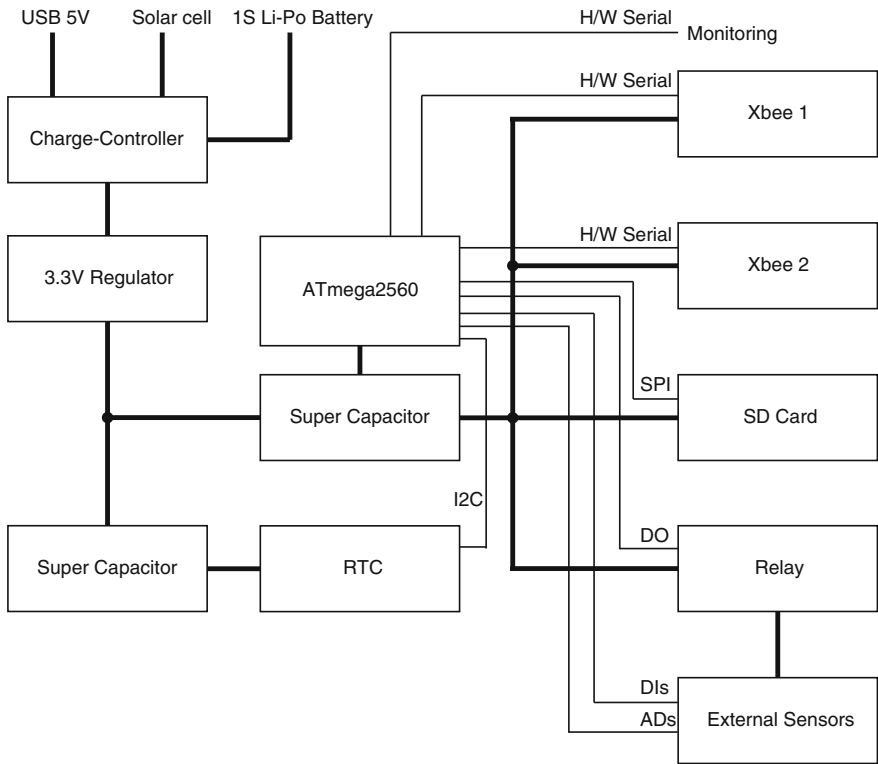 USB 5V
Solar cell
1S Li-Po Battery
H/W Serial
Monitoring
H/W Serial
Xbee 1
Charge-Controller
H/W Serial
Xbee 2
3.3V Regulator
ATmega2560
SPI
SD Card
Super Capacitor
I2C
DO
Relay
Super Capacitor
RTC
DIs
ADs
External Sensors